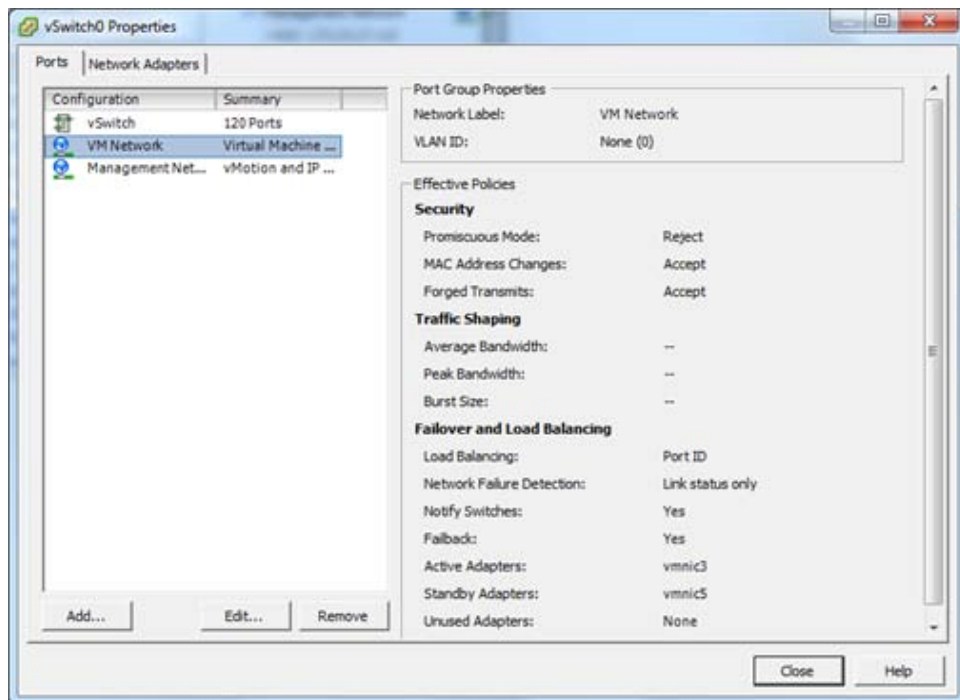 vSwitch0 Properties
Ports Network Adapters
Configuration Summary
vSwitch 120 Ports
VM Network Virtual Machine ...
Management Net... vMotion and IP ...
Add... Edit... Remove
Port Group Properties
Network Label: VM Network
VLAN ID: None (0)
Effective Policies
Security
Promiscuous Mode: Reject
MAC Address Changes: Accept
Forged Transmits: Accept
Traffic Shaping
Average Bandwidth: --
Peak Bandwidth: --
Burst Size: --
Failover and Load Balancing
Load Balancing: Port ID
Network Failure Detection: Link status only
Notify Switches: Yes
Failback: Yes
Active Adapters: vmnic3
Standby Adapters: vmnic5
Unused Adapters: None
Close Help